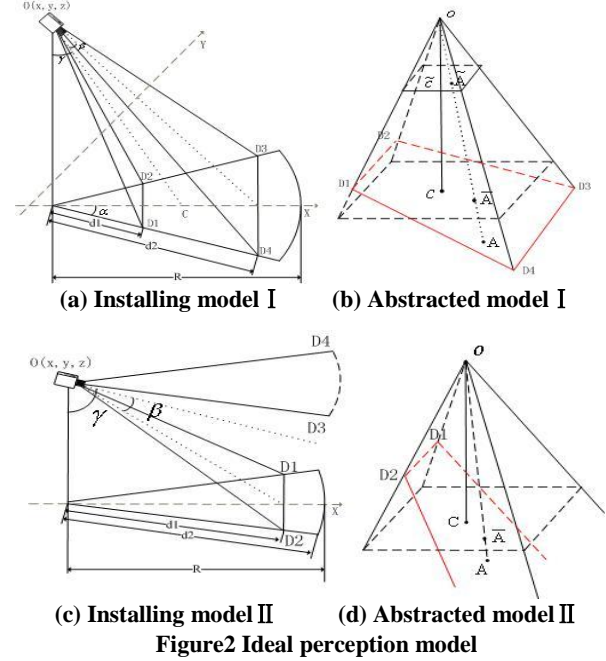 O(x, y, z)
γ
β
Y
D3
D2
α
C
X
D1
d1
d2
D4
R
(a) Installing model Ⅰ
o
c̃
Ã
D2
D1
C
Ā
D3
A
D4
(b) Abstracted model Ⅰ
D4
O(x, y, z)
γ
β
D3
D1
X
d1
d2
D2
R
(c) Installing model Ⅱ
o
D1
D2
C
Ā
A
(d) Abstracted model Ⅱ
Figure2 Ideal perception model